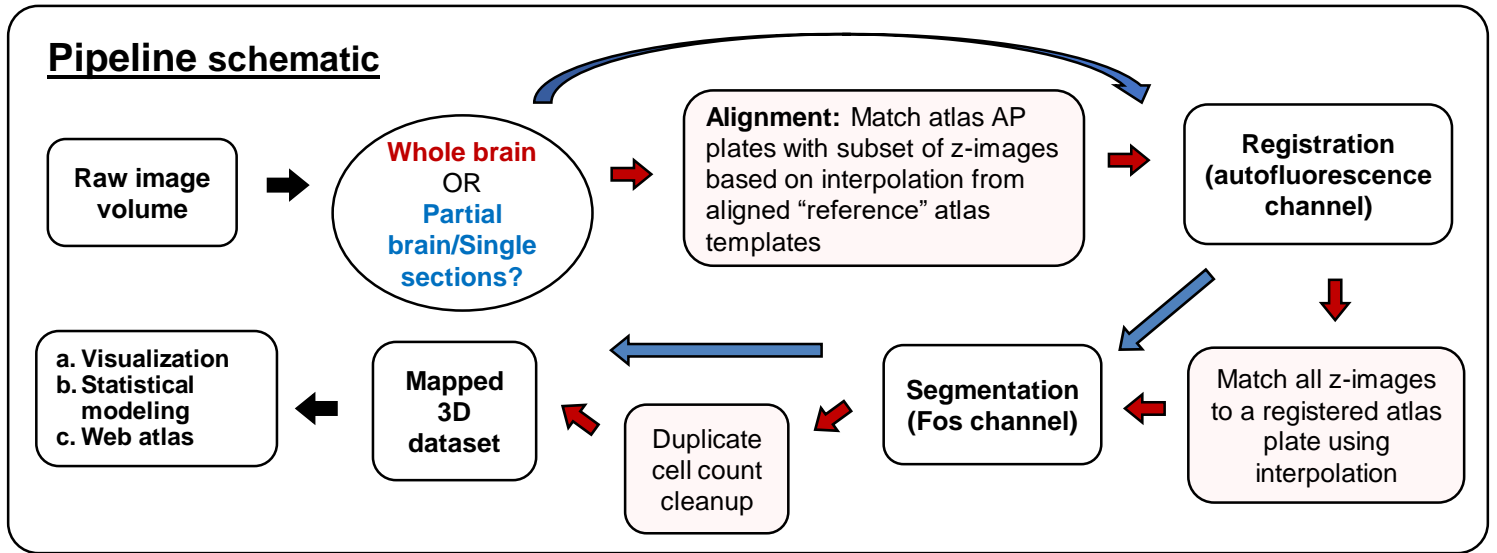 Pipeline schematic
Raw image
volume
Whole brain
OR
Partial
brain/Single
sections?
Alignment: Match atlas AP
plates with subset of z-images
based on interpolation from
aligned “reference” atlas
templates
Registration
(autofluorescence
channel)
Match all z-images
to a registered atlas
plate using
interpolation
Segmentation
(Fos channel)
Duplicate
cell count
cleanup
Mapped
3D
dataset
a. Visualization
b. Statistical
modeling
c. Web atlas